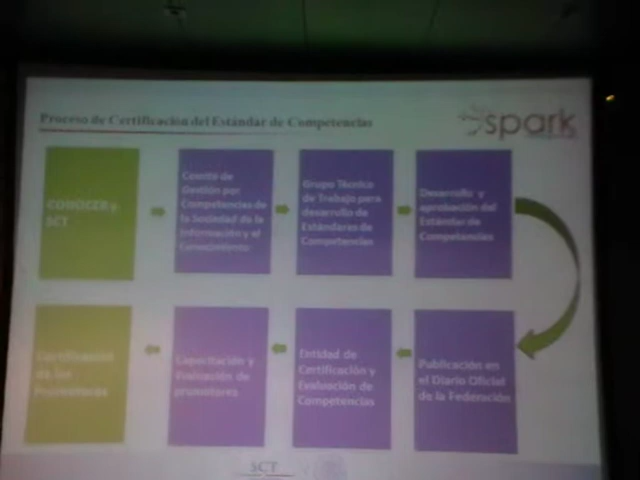 Proceso de Certificación del Estándar de Competencias
spark
CONOCER y
SCT
Comité de
Gestión por
Competencias de
la Sociedad de la
Información y el
Conocimiento
Grupo Técnico
de Trabajo para
desarrollo de
Estándares de
Competencias
Desarrollo y
aprobación del
Estándar de
Competencias
Certificación
de los
Promotores
Capacitación y
Evaluación de
promotores
Entidad de
Certificación y
Evaluación de
Competencias
Publicación en
el Diario Oficial
de la Federación
SCT